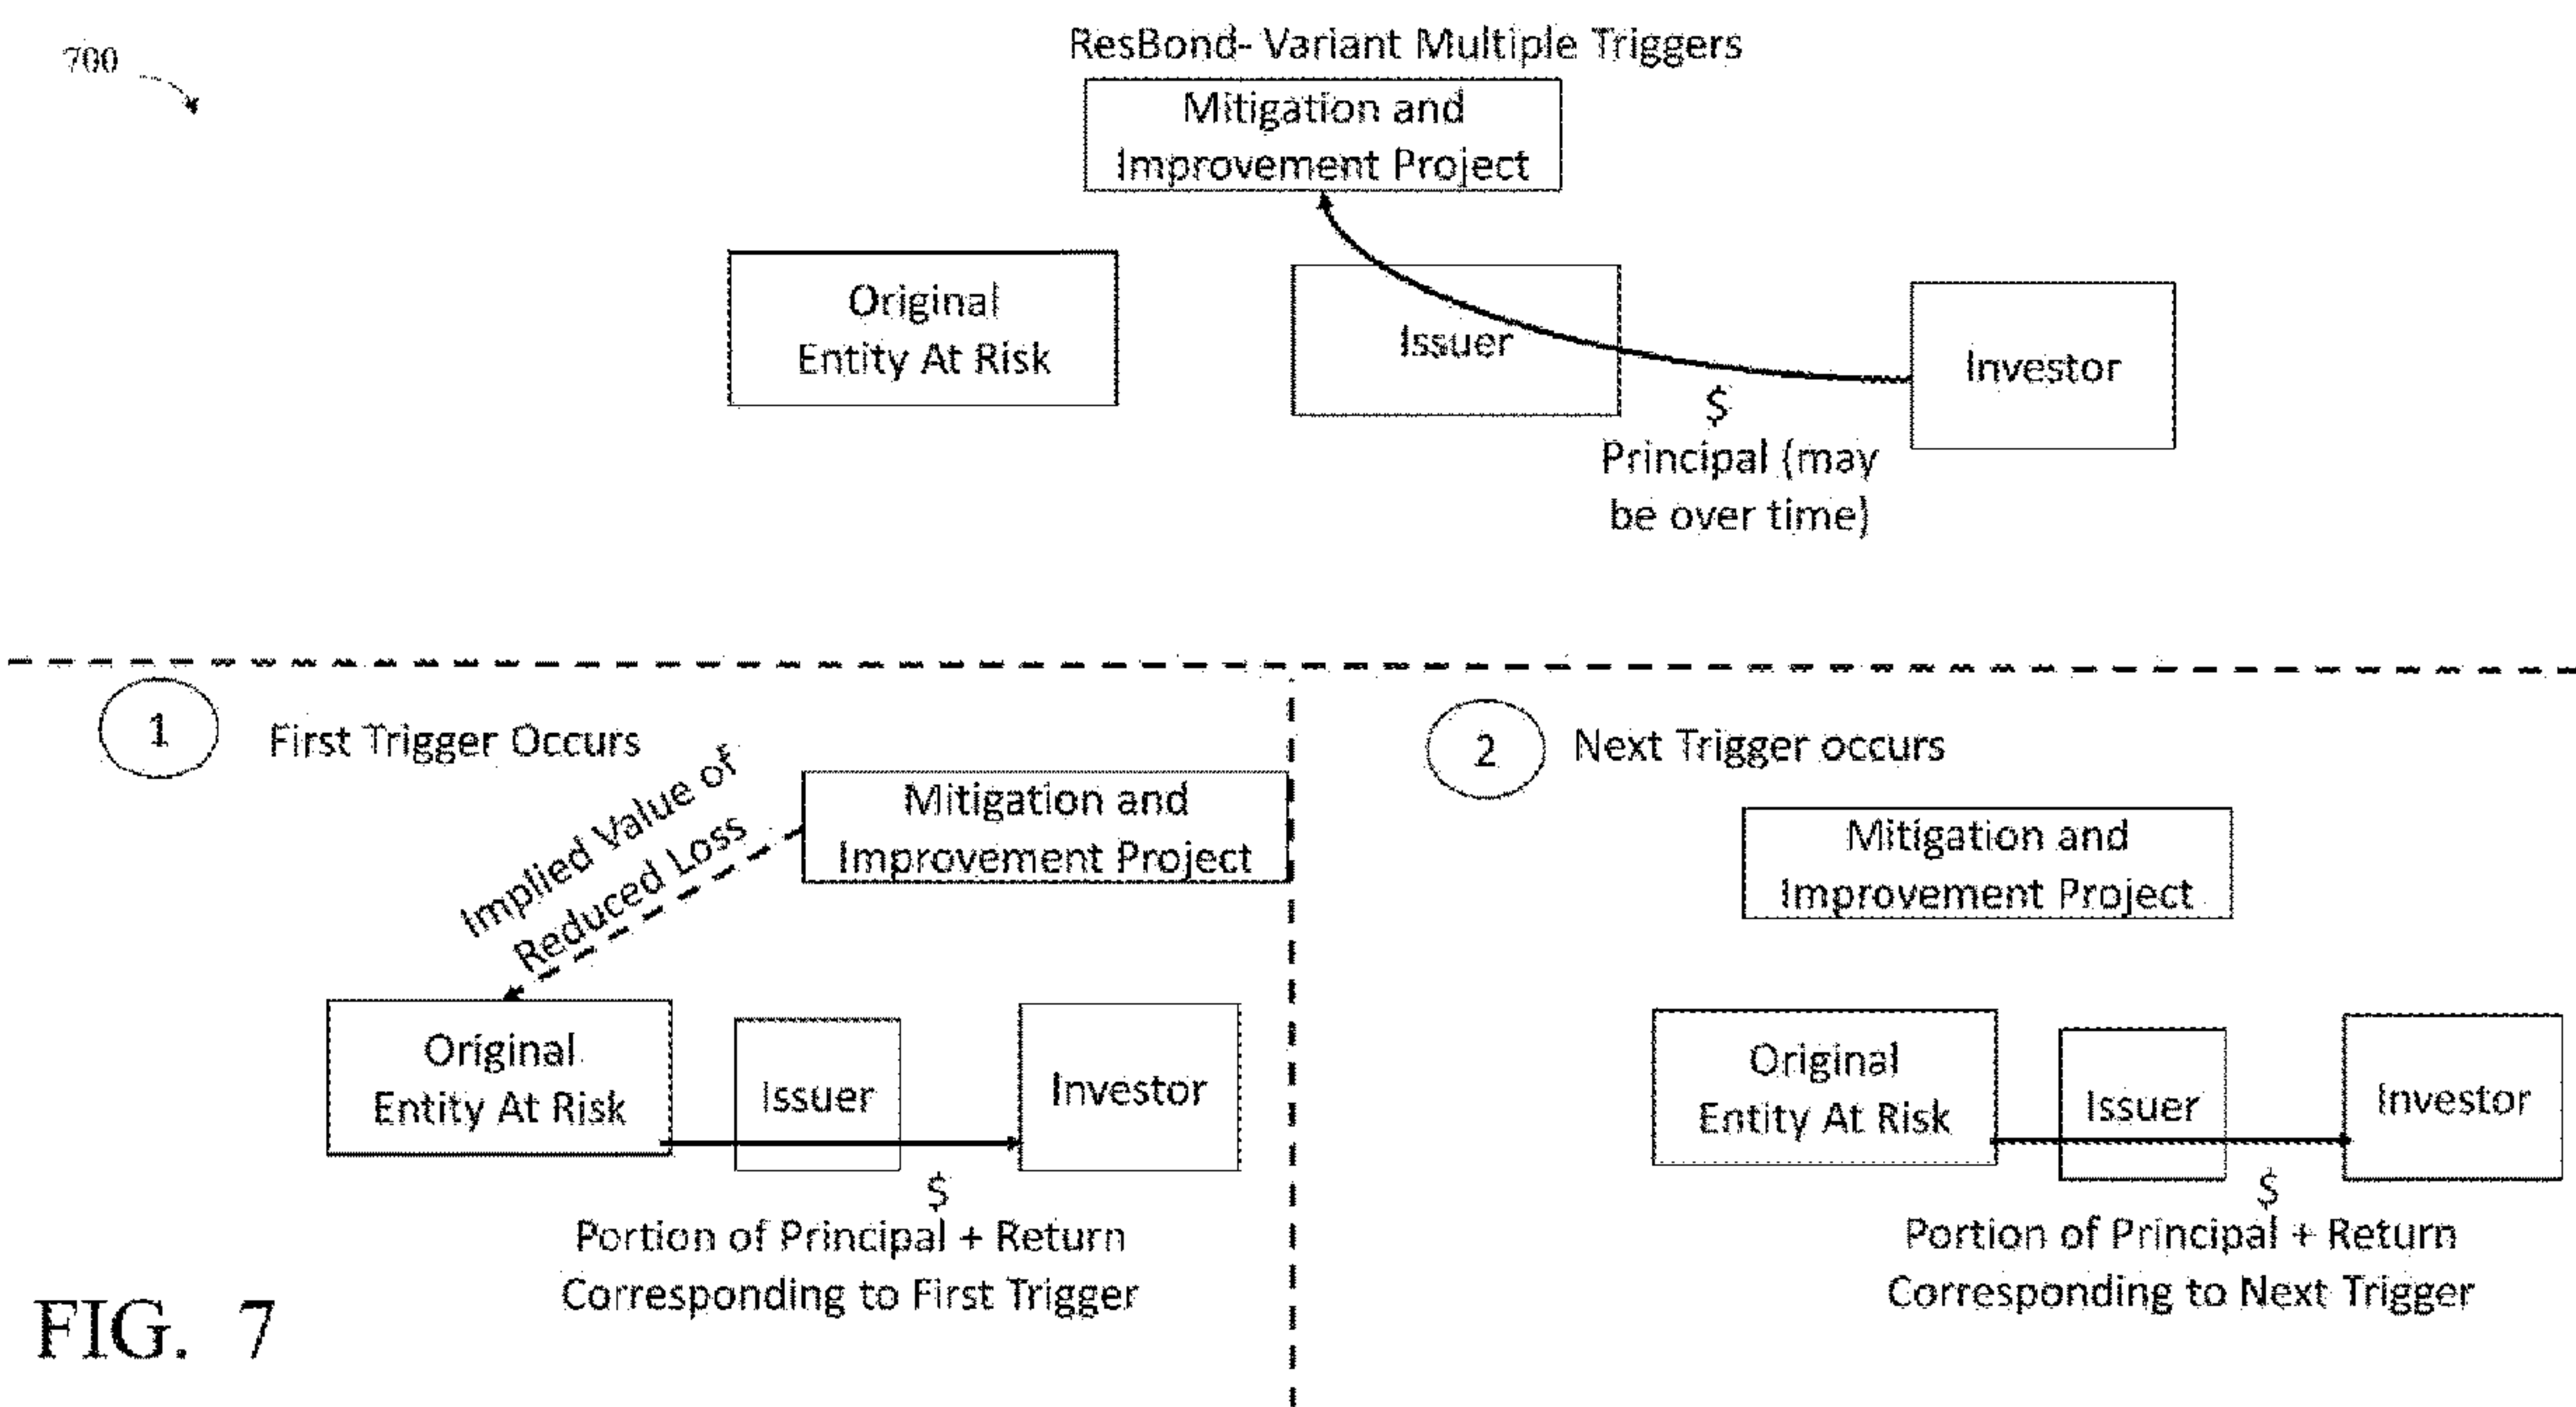 700
ResBond- Variant Multiple Triggers
Mitigation and
Improvement Project
Original
Entity At Risk
Issuer
Investor
$
Principal (may
be over time)
1
First Trigger Occurs
Implied Value of
Reduced Loss
Mitigation and
Improvement Project
Original
Entity At Risk
Issuer
Investor
$
Portion of Principal + Return
Corresponding to First Trigger
2
Next Trigger occurs
Mitigation and
Improvement Project
Original
Entity At Risk
Issuer
Investor
$
Portion of Principal + Return
Corresponding to Next Trigger
FIG. 7